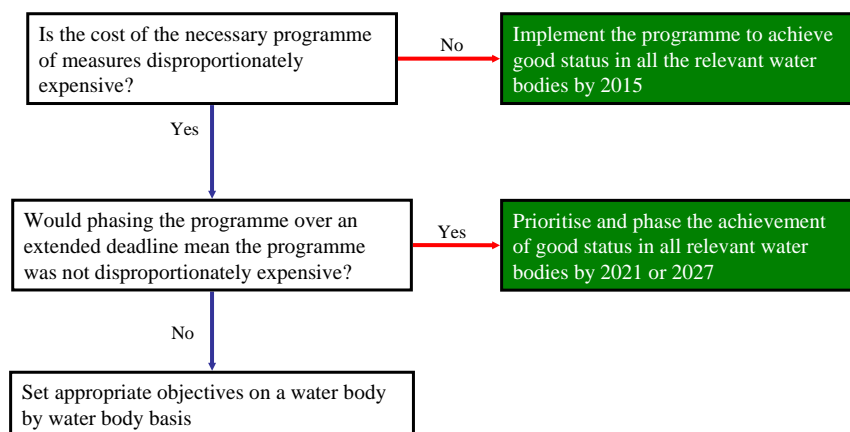 Is the cost of the necessary programme
of measures disproportionately
expensive?
No
Implement the programme to achieve
good status in all the relevant water
bodies by 2015
Yes
Would phasing the programme over an
extended deadline mean the programme
was not disproportionately expensive?
Yes
Prioritise and phase the achievement
of good status in all relevant water
bodies by 2021 or 2027
No
Set appropriate objectives on a water body
by water body basis